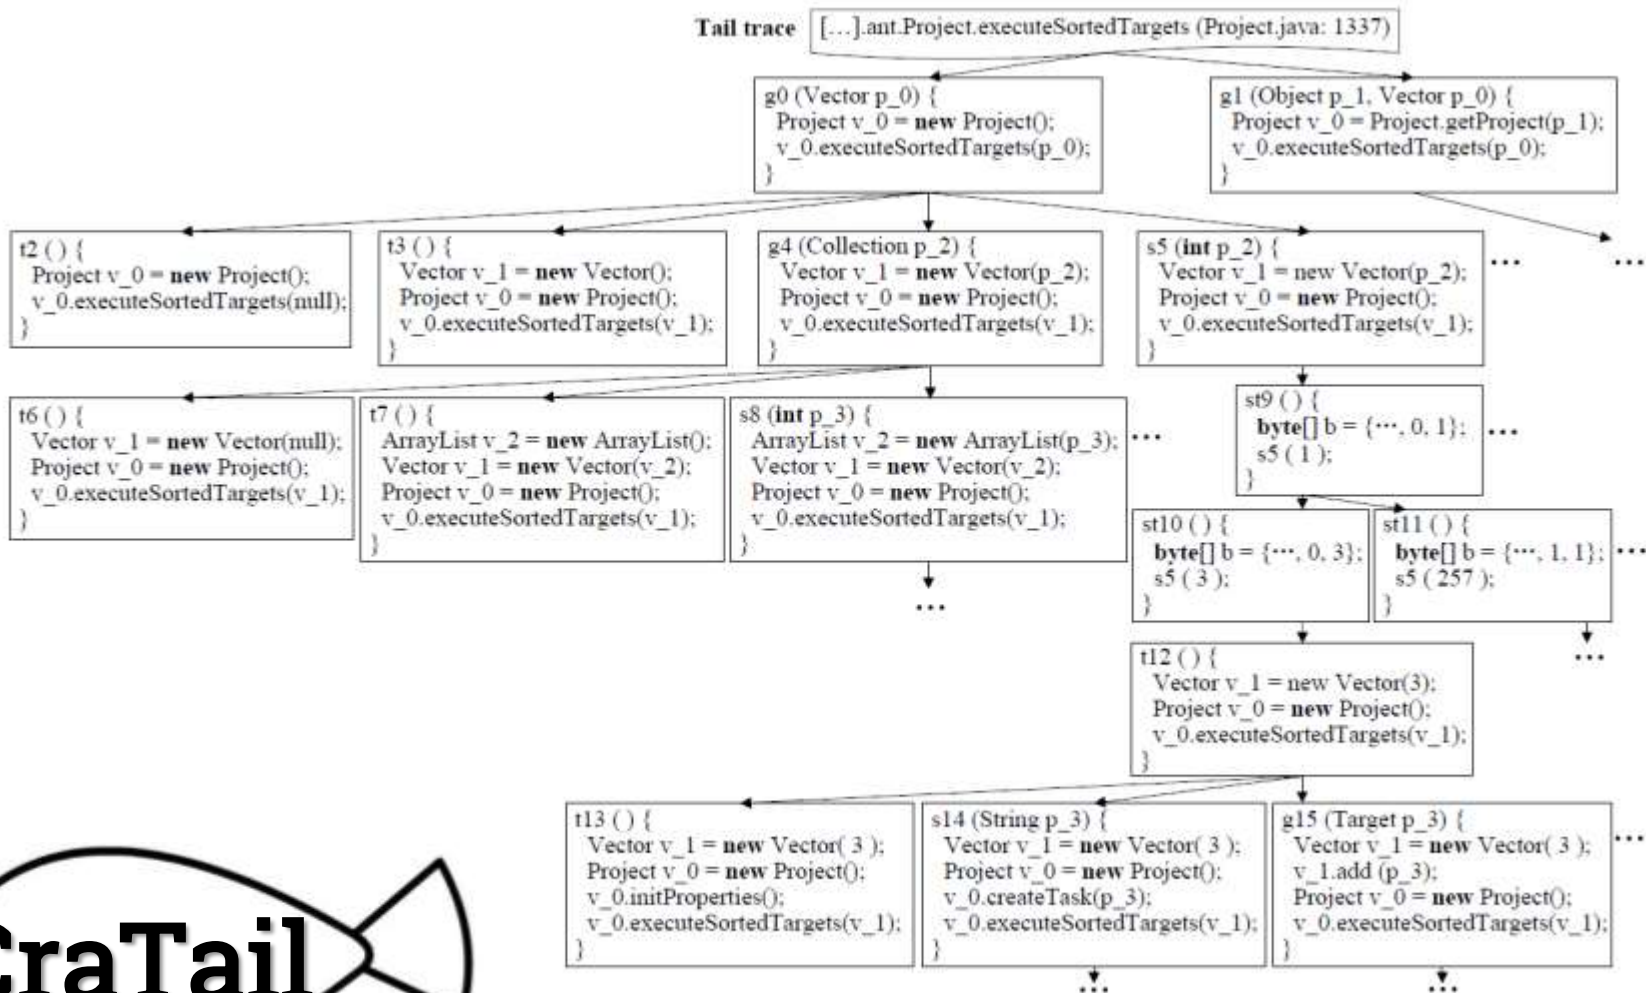 Tail trace [...].ant.Project.executeSortedTargets (Project.java: 1337)
g0 (Vector p_0) {
Project v_0 = new Project();
v_0.executeSortedTargets(p_0);
}
g1 (Object p_1, Vector p_0) {
Project v_0 = Project.getProject(p_1);
v_0.executeSortedTargets(p_0);
}
t2 ( ) {
Project v_0 = new Project();
v_0.executeSortedTargets(null);
}
t3 ( ) {
Vector v_1 = new Vector();
Project v_0 = new Project();
v_0.executeSortedTargets(v_1);
}
g4 (Collection p_2) {
Vector v_1 = new Vector(p_2);
Project v_0 = new Project();
v_0.executeSortedTargets(v_1);
}
s5 (int p_2) {
Vector v_1 = new Vector(p_2);
Project v_0 = new Project();
v_0.executeSortedTargets(v_1);
}
...
...
t6 ( ) {
Vector v_1 = new Vector(null);
Project v_0 = new Project();
v_0.executeSortedTargets(v_1);
}
t7 ( ) {
ArrayList v_2 = new ArrayList();
Vector v_1 = new Vector(v_2);
Project v_0 = new Project();
v_0.executeSortedTargets(v_1);
}
s8 (int p_3) {
ArrayList v_2 = new ArrayList(p_3);
Vector v_1 = new Vector(v_2);
Project v_0 = new Project();
v_0.executeSortedTargets(v_1);
}
...
...
st9 ( ) {
byte[] b = {···, 0, 1};
s5 ( 1 );
}
...
st10 ( ) {
byte[] b = {···, 0, 3};
s5 ( 3 );
}
st11 ( ) {
byte[] b = {···, 1, 1};
s5 ( 257 );
}
...
...
t12 ( ) {
Vector v_1 = new Vector(3);
Project v_0 = new Project();
v_0.executeSortedTargets(v_1);
}
t13 ( ) {
Vector v_1 = new Vector( 3 );
Project v_0 = new Project();
v_0.initProperties();
v_0.executeSortedTargets(v_1);
}
s14 (String p_3) {
Vector v_1 = new Vector( 3 );
Project v_0 = new Project();
v_0.createTask(p_3);
v_0.executeSortedTargets(v_1);
}
...
g15 (Target p_3) {
Vector v_1 = new Vector( 3 );
v_1.add (p_3);
Project v_0 = new Project();
v_0.executeSortedTargets(v_1);
}
...
...
CraTail